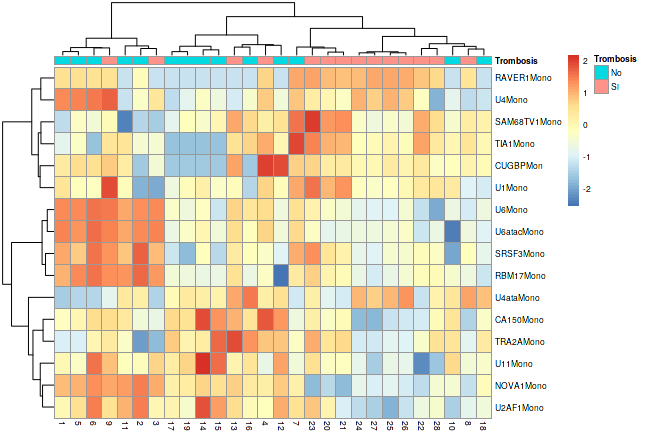 Trombosis
RAVER1Mono
U4Mono
SAM68TV1Mono
TIA1Mono
CUGBPMon
U1Mono
U6Mono
U6atacMono
SRSF3Mono
RBM17Mono
U4ataMono
CA150Mono
TRA2AMono
U11Mono
NOVA1Mono
U2AF1Mono
1 5 6 9 11 2 3 17 19 14 15 13 16 4 12 7 23 20 21 24 27 25 26 22 28 10 8 18
2
1
0
-1
-2
Trombosis
No
SI